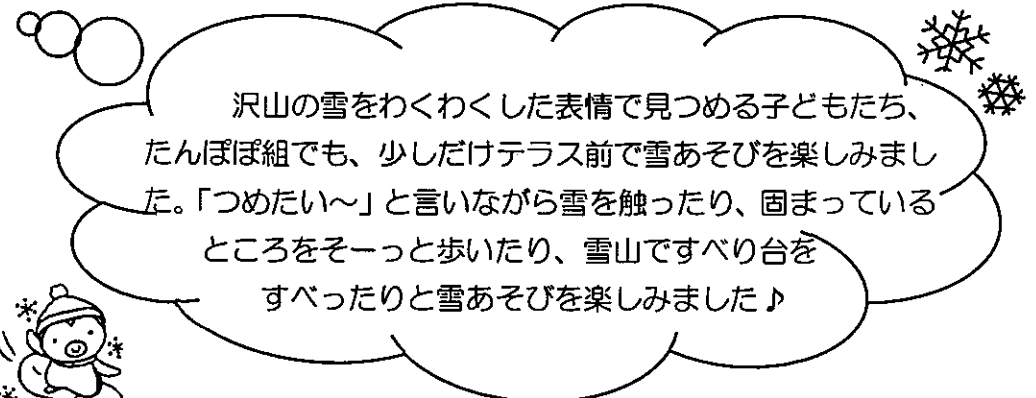 沢山の雪をわくわくした表情で見つめる子どもたち、
たんぽぽ組でも、少しだけテラス前で雪あそびを楽しみまし
た。「つめたい～」と言いながら雪を触ったり、固まっている
ところをそーっと歩いたり、雪山ですべり台を
すべったりと雪あそびを楽しみました♪